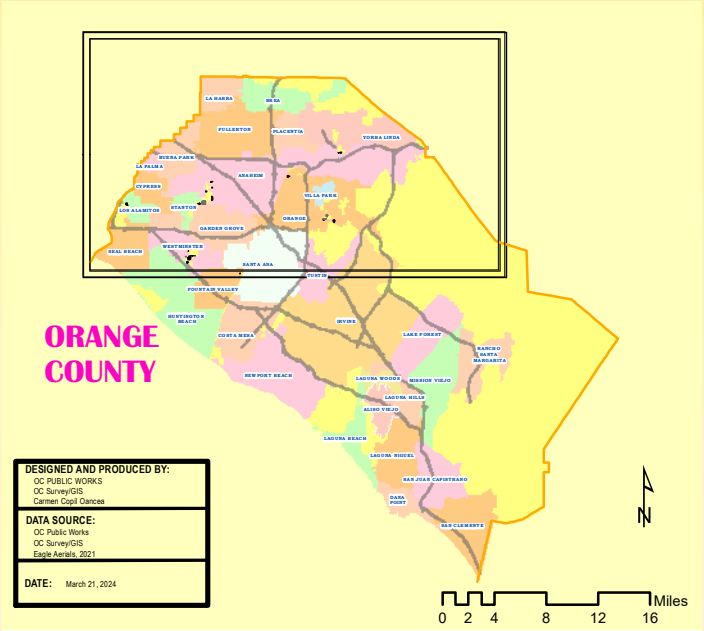 LA HABRA
BREA
FULLERTON
PLACENTIA
YORBA LINDA
BUENA PARK
LA PALMA
ANAHEIM
CYPRESS
VILLA PARK
LOS ALAMITOS
STANTON
ORANGE
GARDEN GROVE
WESTMINSTER
SEAL BEACH
SANTA ANA
TUSTIN
FOUNTAIN VALLEY
HUNTINGTON
BEACH
IRVINE
COSTA MESA
LAKE FOREST
RANCHO
SANTA
MARGARITA
NEWPORT BEACH
LAGUNA WOODS
MISSION VIEJO
LAGUNA HILLS
ALISO VIEJO
LAGUNA BEACH
LAGUNA NIGUEL
SAN JUAN CAPISTRANO
DANA
POINT
SAN CLEMENTE
ORANGE
COUNTY
DESIGNED AND PRODUCED BY:
OC PUBLIC WORKS
OC Survey/GIS
Carmen Copil Oancea
DATA SOURCE:
OC Public Works
OC Survey/GIS
Eagle Aerials, 2021
DATE: March 21, 2024
N
Miles
0 2 4 8 12 16